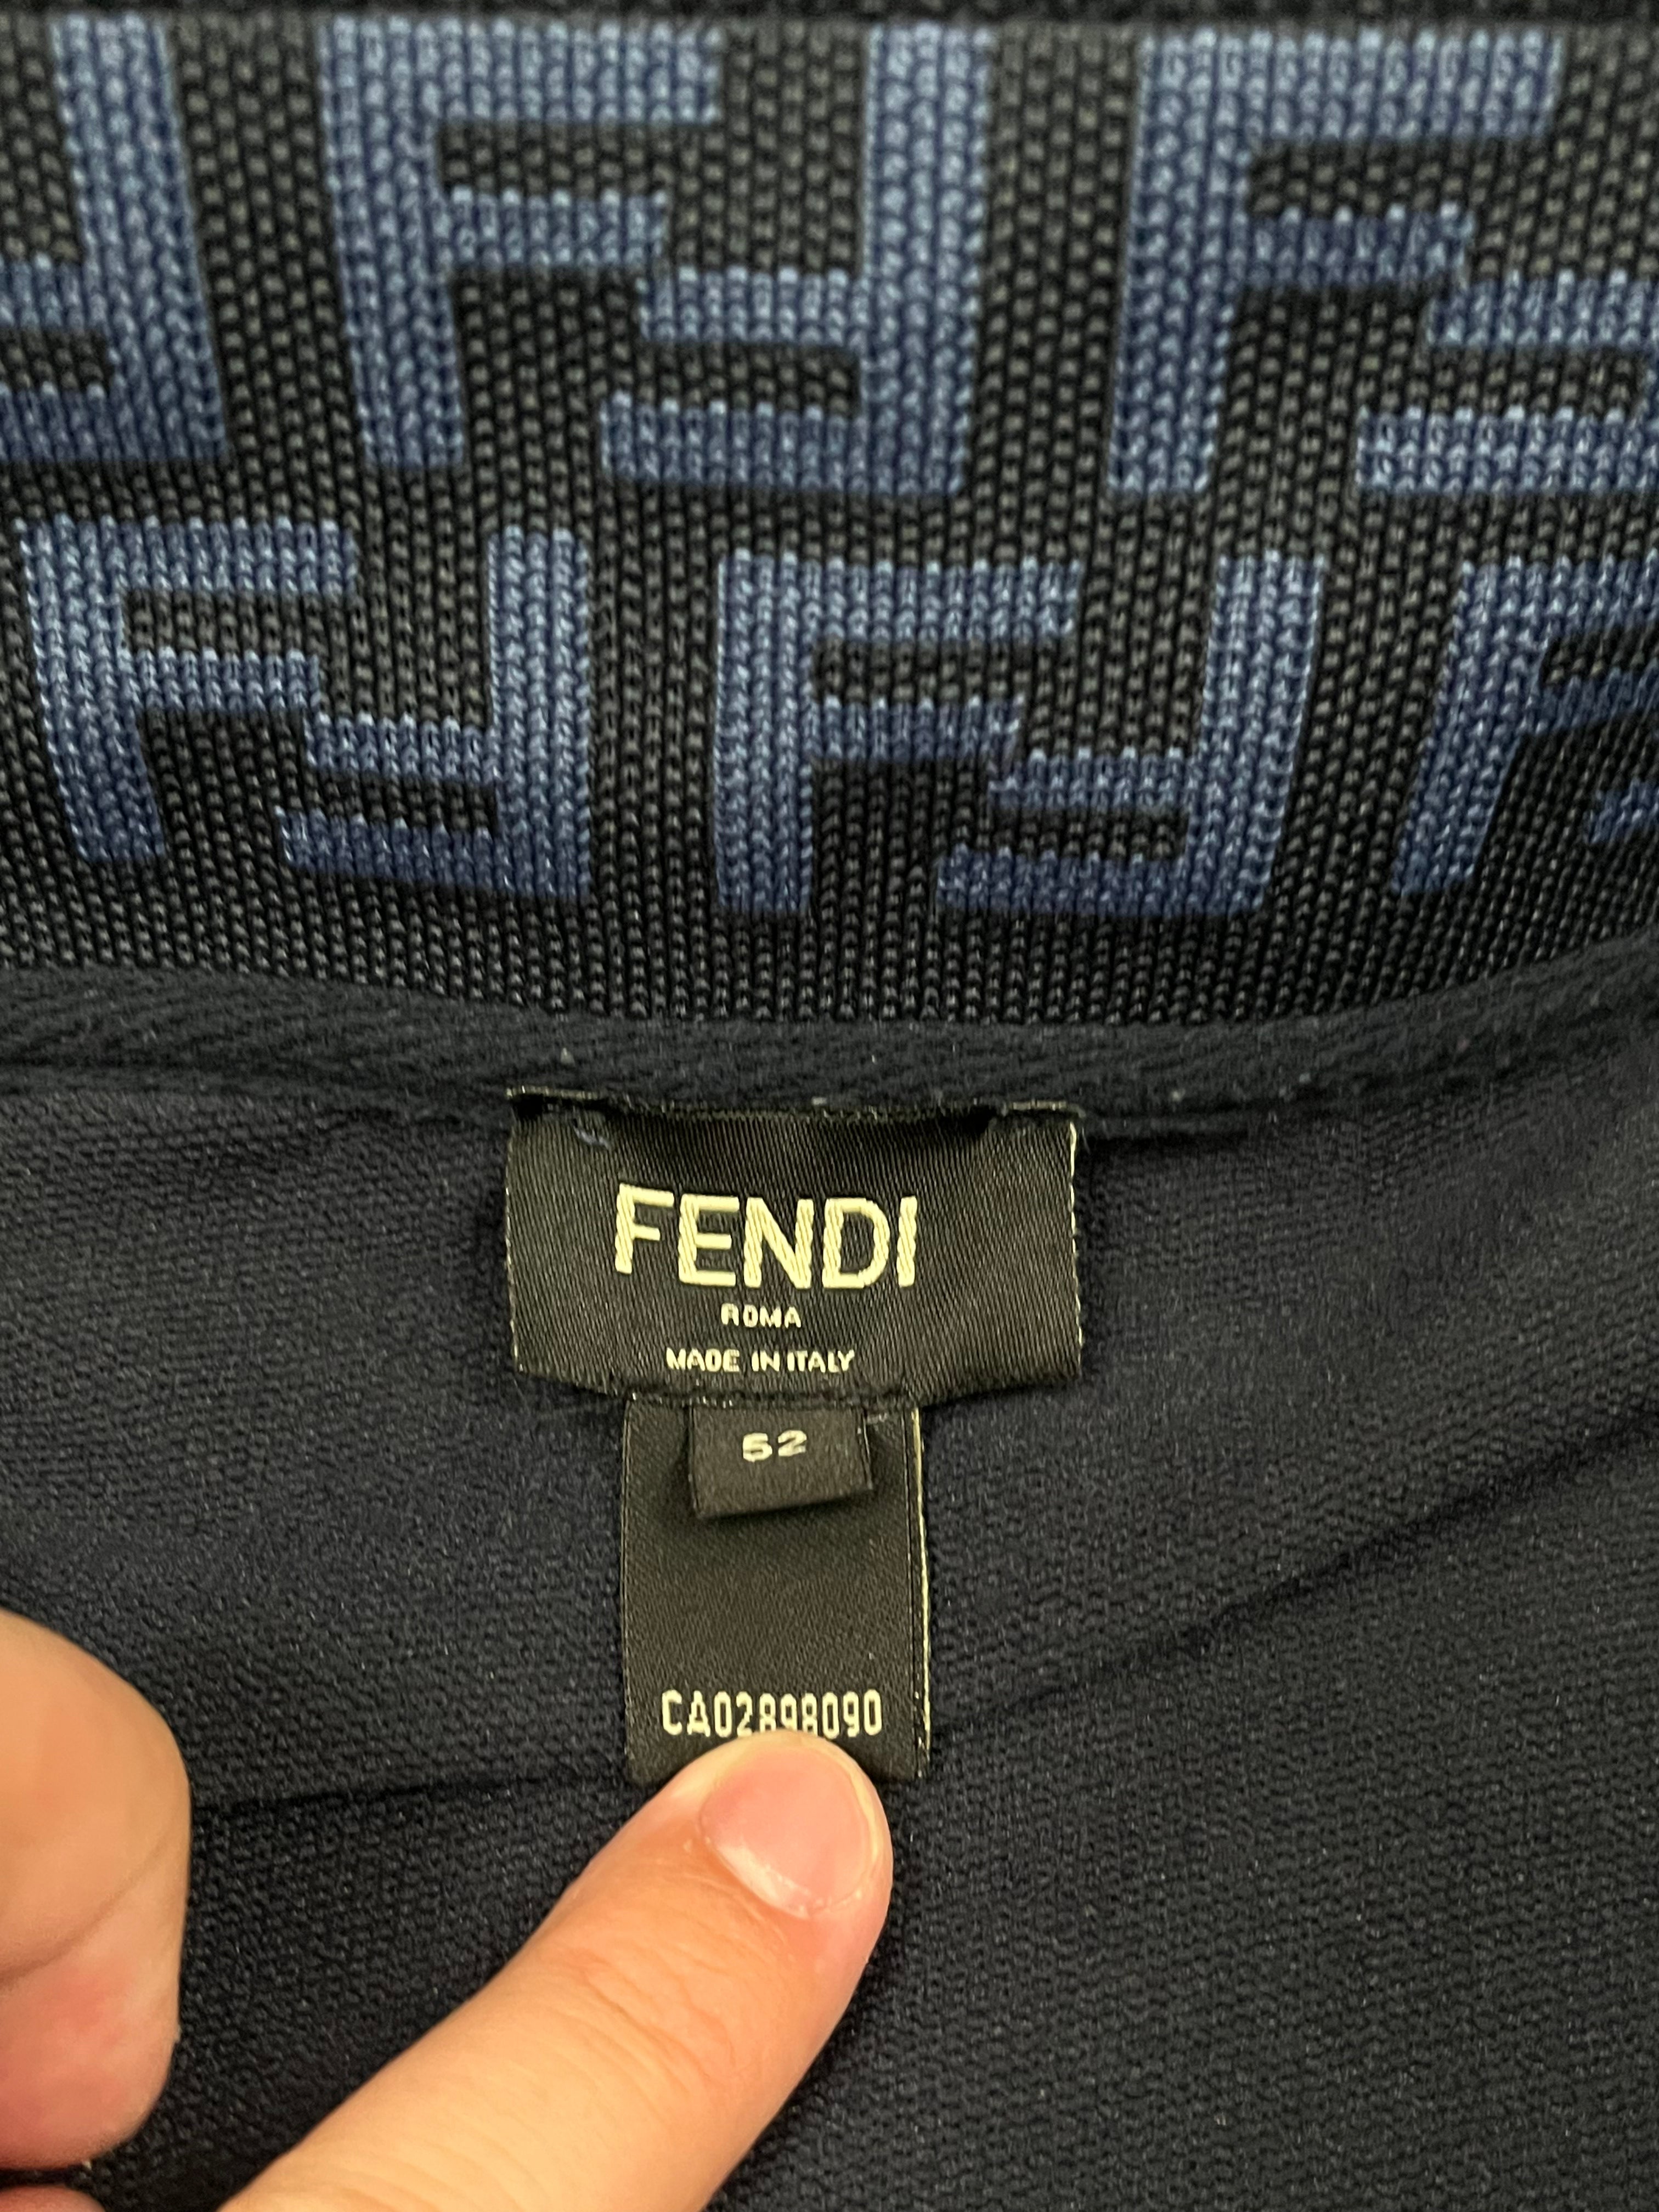 FENDI
ROMA
MADE IN ITALY
52
CA02898090